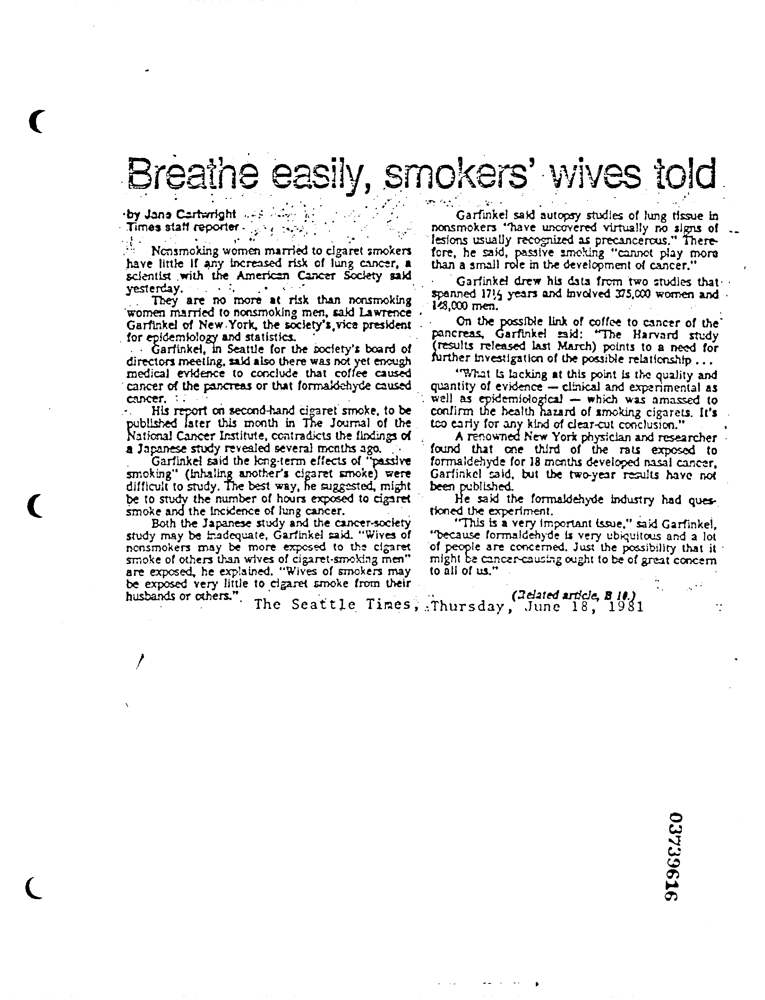 Breathe easily, smokers' wives told
by Jane Cartwright
Times staff reporter
Nonsmoking women married to cigaret smokers
have little if any increased risk of lung cancer, a
scientist with the American Cancer Society said
yesterday.
They are no more at risk than nonsmoking
women married to nonsmoking men, said Lawrence
Garfinkel of New York, the society's vice president
for epidemiology and statistics.
Garfinkel, in Seattle for the society's board of
directors meeting, said also there was not yet enough
medical evidence to conclude that coffee caused
cancer of the pancreas or that formaldehyde caused
cancer.
His report on second-hand cigaret smoke, to be
published later this month in The Journal of the
National Cancer Institute, contradicts the findings of
a Japanese study revealed several months ago.
Garfinkel said the long-term effects of "passive
smoking" (inhaling another's cigaret smoke) were
difficult to study. The best way, he suggested, might
be to study the number of hours exposed to cigaret
smoke and the incidence of lung cancer.
Both the Japanese study and the cancer-society
study may be inadequate, Garfinkel said. "Wives of
nonsmokers may be more exposed to the cigaret
smoke of others than wives of cigaret-smoking men"
are exposed, he explained. "Wives of smokers may
be exposed very little to cigaret smoke from their
husbands or others."
Garfinkel said autopsy studies of lung tissue in
nonsmokers "have uncovered virtually no signs of
lesions usually recognized as precancerous." There-
fore, he said, passive smoking "cannot play more
than a small role in the development of cancer."
Garfinkel drew his data from two studies that
spanned 17½ years and involved 375,000 women and
148,000 men.
On the possible link of coffee to cancer of the
pancreas, Garfinkel said: "The Harvard study
(results released last March) points to a need for
further investigation of the possible relationship . . .
"What is lacking at this point is the quality and
quantity of evidence — clinical and experimental as
well as epidemiological — which was amassed to
confirm the health hazard of smoking cigarets. It's
too early for any kind of clear-cut conclusion."
A renowned New York physician and researcher
found that one third of the rats exposed to
formaldehyde for 18 months developed nasal cancer,
Garfinkel said, but the two-year results have not
been published.
He said the formaldehyde industry had ques-
tioned the experiment.
"This is a very important issue," said Garfinkel,
"because formaldehyde is very ubiquitous and a lot
of people are concerned. Just the possibility that it
might be cancer-causing ought to be of great concern
to all of us."
(Related article, B 10.)
The Seattle Times, Thursday, June 18, 1981
03739616